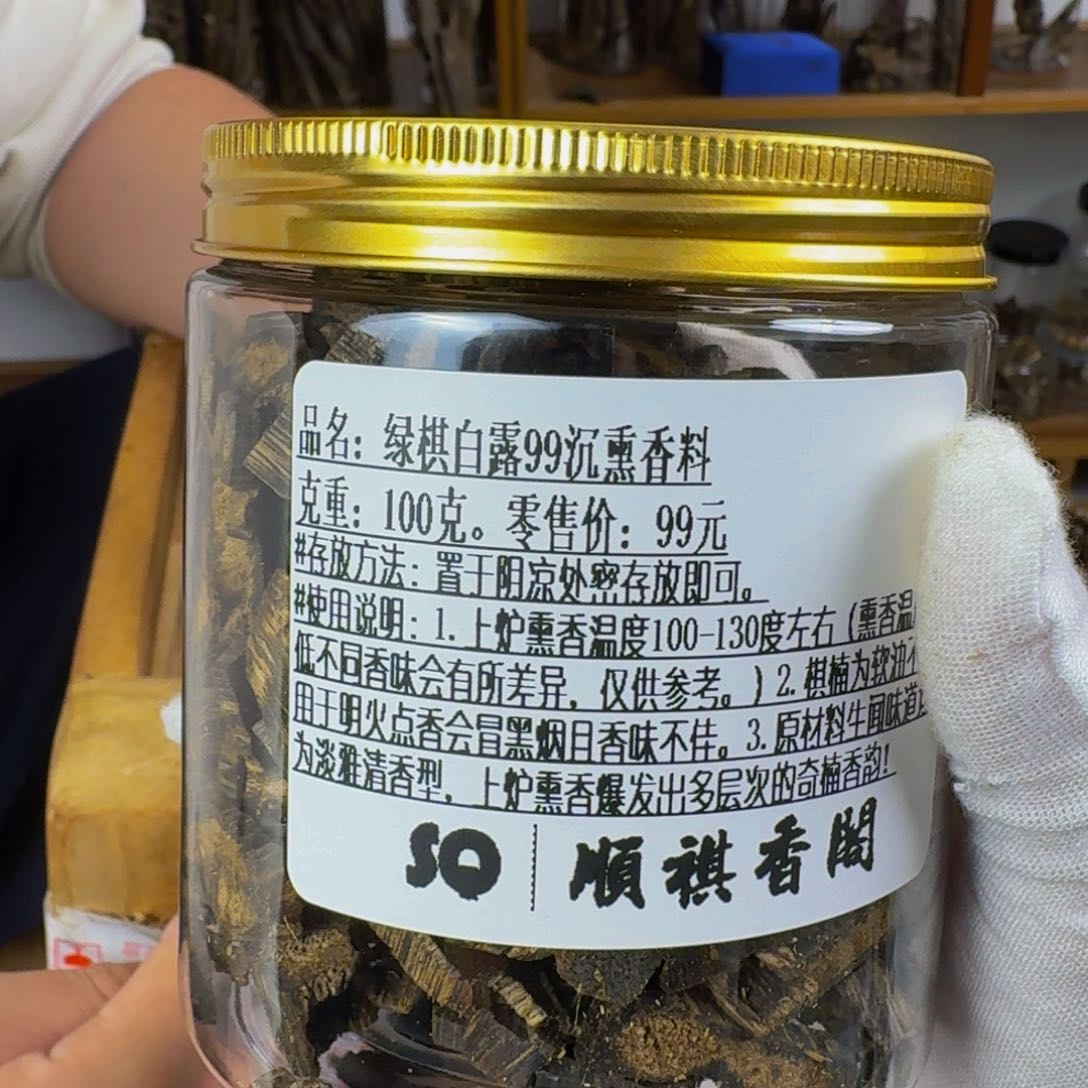 品名：绿棋白露99沉熏香料
克重：100克。零售价：99元
#存放方法：置于阴凉处密存放即可。
#使用说明：1.上炉熏香温度100-130度左右（熏香温
低不同香味会有所差异，仅供参考。）2.棋楠为软油不
用于明火点香会冒黑烟且香味不佳。3.原材料生闻味道
为淡雅清香型，上炉熏香爆发出多层次的奇楠香韵！
SQ 順祺香閣